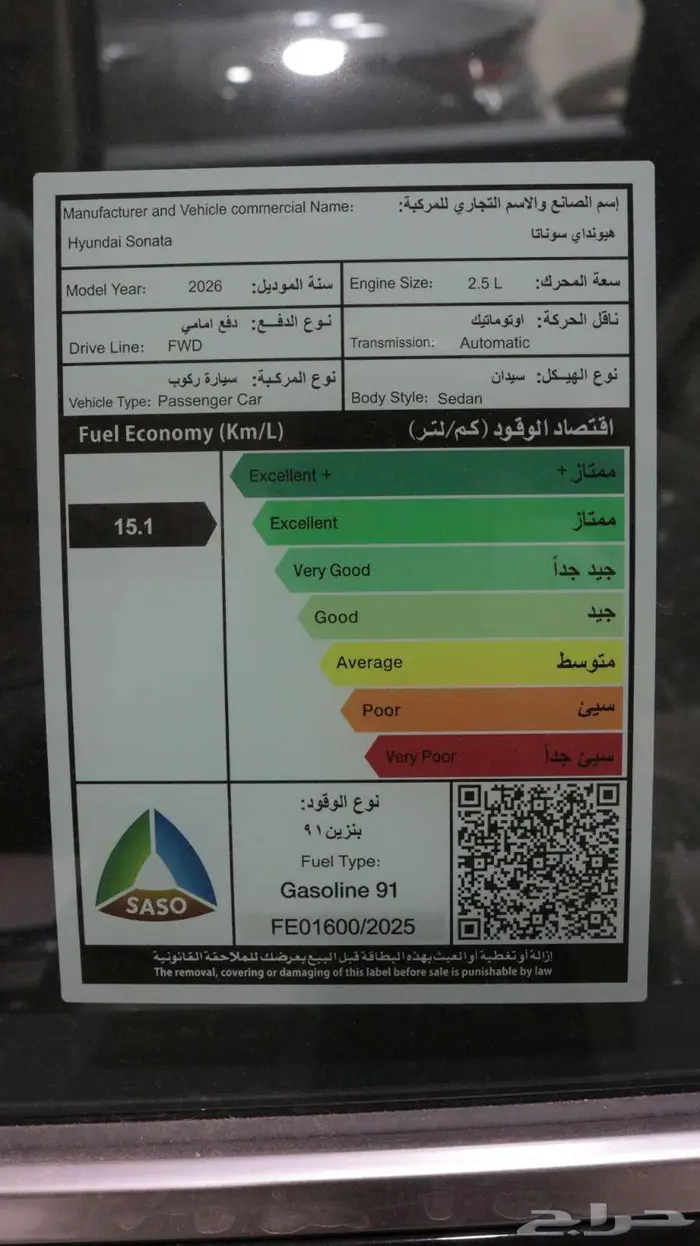 Manufacturer and Vehicle commercial Name: إسم الصانع والاسم التجاري للمركبة:
Hyundai Sonata هيونداي سوناتا
Model Year: 2026 سنة الموديل:
Engine Size: 2.5 L سعة المحرك:
نوع الدفع: دفع امامي
Drive Line: FWD
ناقل الحركة: اوتوماتيك
Transmission: Automatic
نوع المركبة: سيارة ركوب
Vehicle Type: Passenger Car
نوع الهيكل: سيدان
Body Style: Sedan
Fuel Economy (Km/L) اقتصاد الوقود (كم/لتر)
Excellent + ممتاز +
15.1
Excellent ممتاز
Very Good جيد جداً
Good جيد
Average متوسط
Poor سيئ
Very Poor سيئ جداً
SASO
نوع الوقود:
بنزين ٩١
Fuel Type:
Gasoline 91
FE01600/2025
إزالة أو تغطية أو العبث بهذه البطاقة قبل البيع يعرضك للملاحقة القانونية
The removal, covering or damaging of this label before sale is punishable by law
حراج